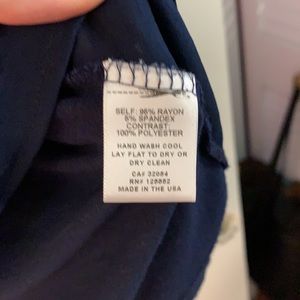 SELF: 95% RAYON
5% SPANDEX
CONTRAST:
100% POLYESTER
HAND WASH COOL
LAY FLAT TO DRY OR
DRY CLEAN
CA# 32084
RN# 128882
MADE IN THE USA